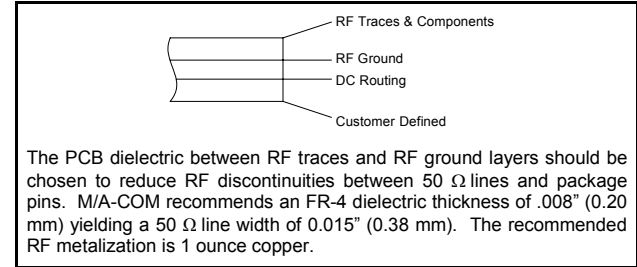 RF Traces & Components
RF Ground
DC Routing
Customer Defined
The PCB dielectric between RF traces and RF ground layers should be
chosen to reduce RF discontinuities between 50 Ω lines and package
pins. M/A-COM recommends an FR-4 dielectric thickness of .008” (0.20
mm) yielding a 50 Ω line width of 0.015” (0.38 mm). The recommended
RF metalization is 1 ounce copper.